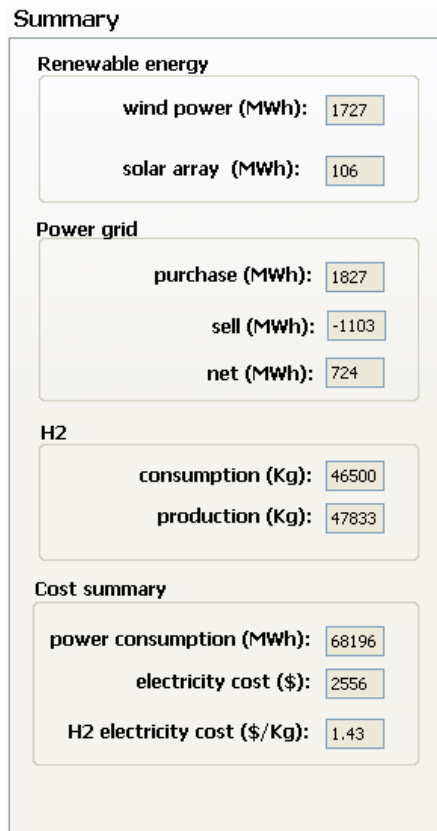 Summary
Renewable energy
wind power (MWh): 1727
solar array (MWh): 106
Power grid
purchase (MWh): 1827
sell (MWh): -1103
net (MWh): 724
H2
consumption (Kg): 46500
production (Kg): 47833
Cost summary
power consumption (MWh): 68196
electricity cost ($): 2556
H2 electricity cost ($/Kg): 1.43